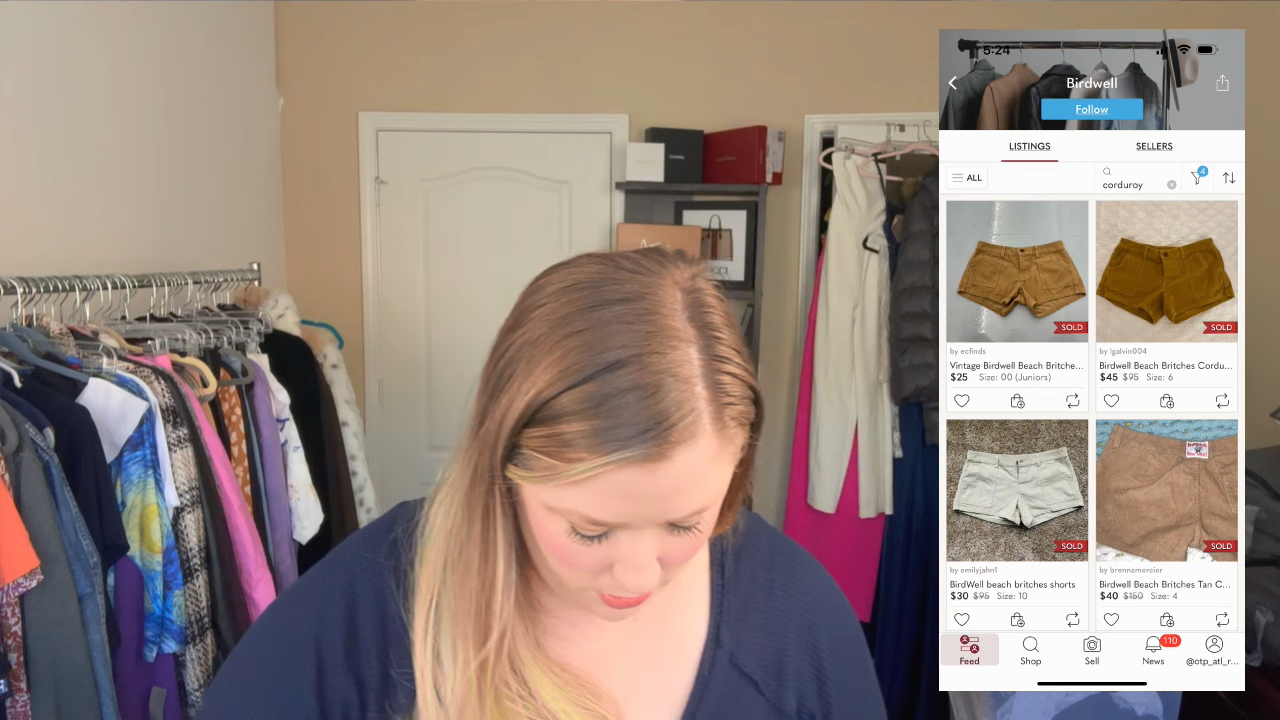 5:24
Birdwell
Follow
LISTINGS
SELLERS
ALL
corduroy
4
SOLD
SOLD
by ecfinds
by lgalvin004
Vintage Birdwell Beach Britche...
Birdwell Beach Britches Cordu...
$25 Size: 00 (Juniors)
$45 $95 Size: 6
SOLD
SOLD
by emilyjahn1
by brennamercier
BirdWell beach britches shorts
Birdwell Beach Britches Tan C...
$30 $95 Size: 10
$40 $150 Size: 4
110
Feed
Shop
Sell
News
@otp_atl_r...